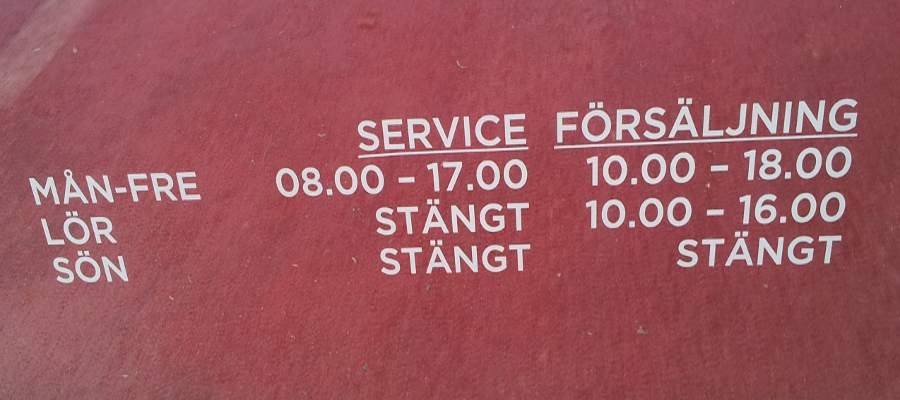 SERVICE FÖRSÄLJNING
MÅN-FRE 08.00 - 17.00 10.00 - 18.00
LÖR STÄNGT 10.00 - 16.00
SÖN STÄNGT STÄNGT